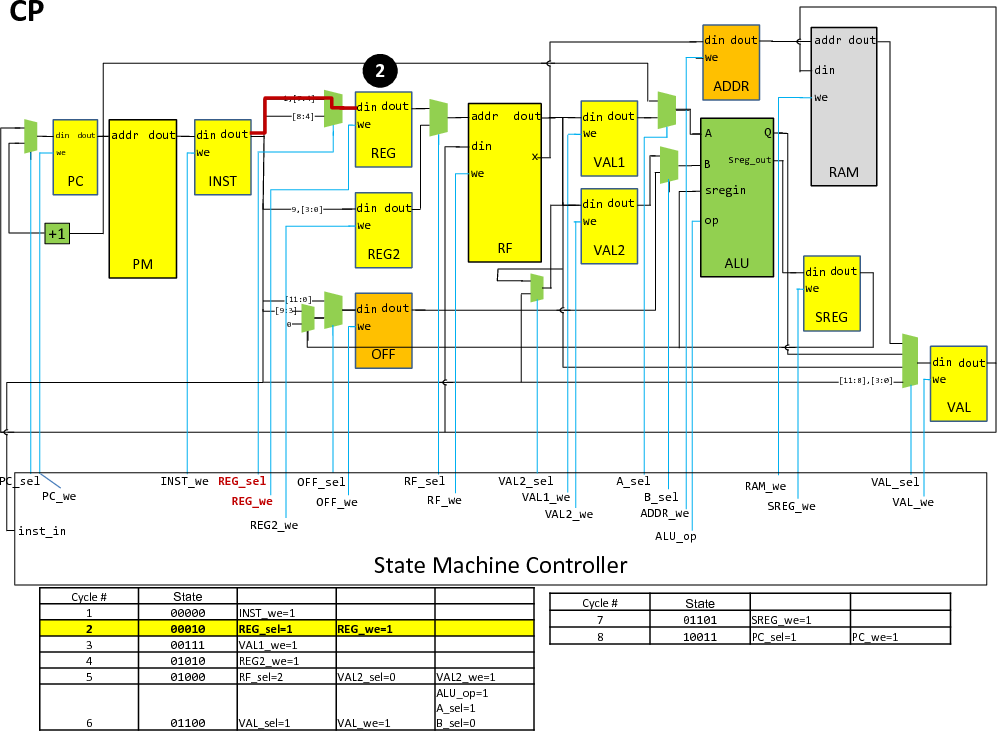 CP
2
din dout
we
ADDR
addr dout
din
we
RAM
[8:4]
din dout
we
REG
addr dout
din
x
we
RF
din dout
we
VAL1
A
Q
B
Sreg_out
sregin
op
ALU
din dout
we
PC
addr dout
PM
din dout
we
INST
+1
9,[3:0]
din dout
we
REG2
din dout
we
VAL2
[11:0]
[9:3]
0
din dout
we
OFF
din dout
we
SREG
[11:8],[3:0]
din dout
we
VAL
PC_sel
PC_we
INST_we
REG_sel
REG_we
REG2_we
OFF_sel
OFF_we
RF_sel
RF_we
VAL2_sel
VAL1_we
VAL2_we
A_sel
B_sel
ADDR_we
ALU_op
RAM_we
SREG_we
VAL_sel
VAL_we
inst_in
State Machine Controller
Cycle # State
1 00000 INST_we=1
2 00010 REG_sel=1 REG_we=1
3 00111 VAL1_we=1
4 01010 REG2_we=1
5 01000 RF_sel=2 VAL2_sel=0 VAL2_we=1
ALU_op=1
A_sel=1
6 01100 VAL_sel=1 VAL_we=1 B_sel=0
Cycle # State
7 01101 SREG_we=1
8 10011 PC_sel=1 PC_we=1